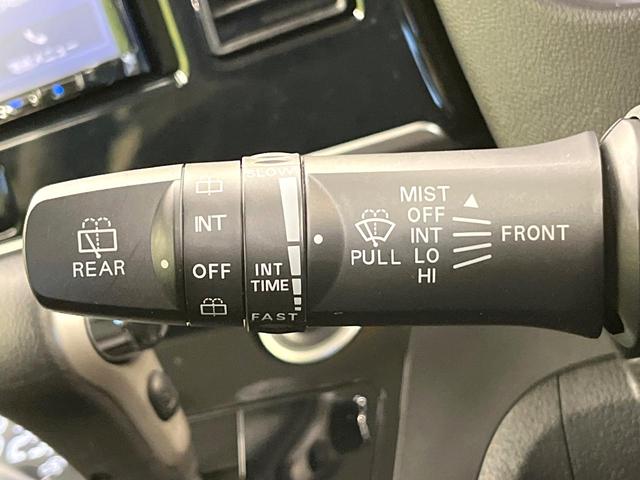 REAR
INT
OFF
SLOW
INT
TIME
FAST
PULL
MIST
OFF
INT
LO
HI
FRONT